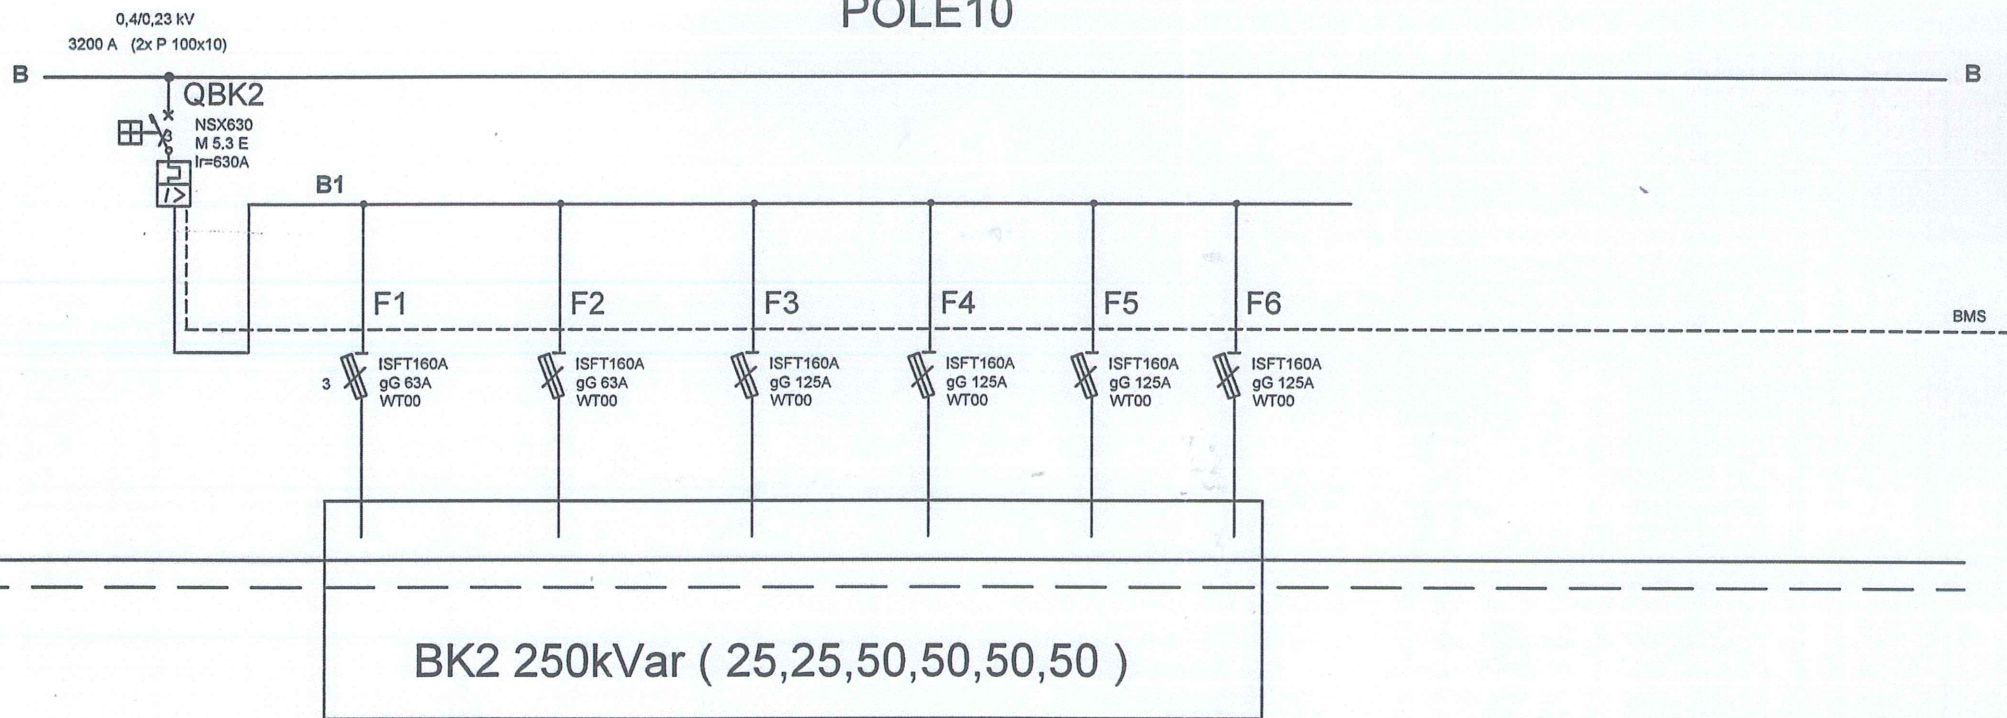 POLE10
0,4/0,23 kV
3200 A (2x P 100x10)
B
B
QBK2
NSX630
M 5.3 E
Ir=630A
I>
B1
F1
F2
F3
F4
F5
F6
BMS
3
ISFT160A
gG 63A
WT00
ISFT160A
gG 63A
WT00
ISFT160A
gG 125A
WT00
ISFT160A
gG 125A
WT00
ISFT160A
gG 125A
WT00
ISFT160A
gG 125A
WT00
BK2 250kVar ( 25,25,50,50,50,50 )